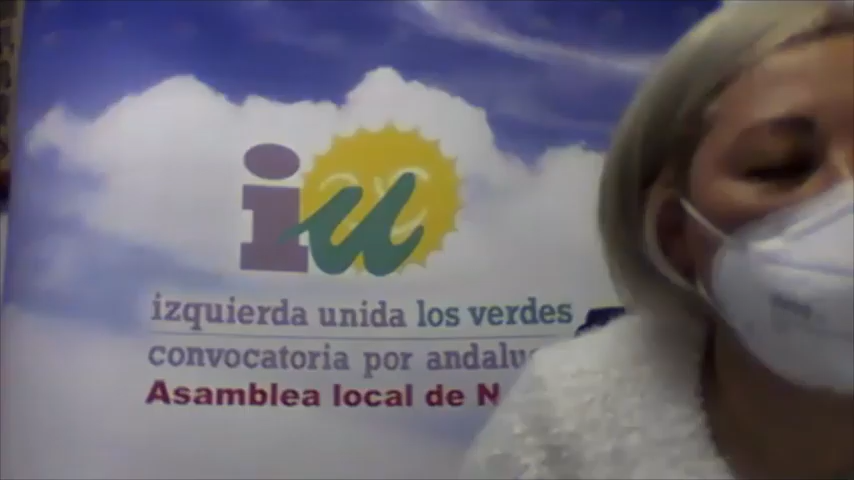 iu
izquierda unida los verdes
convocatoria por andalu
Asamblea local de N